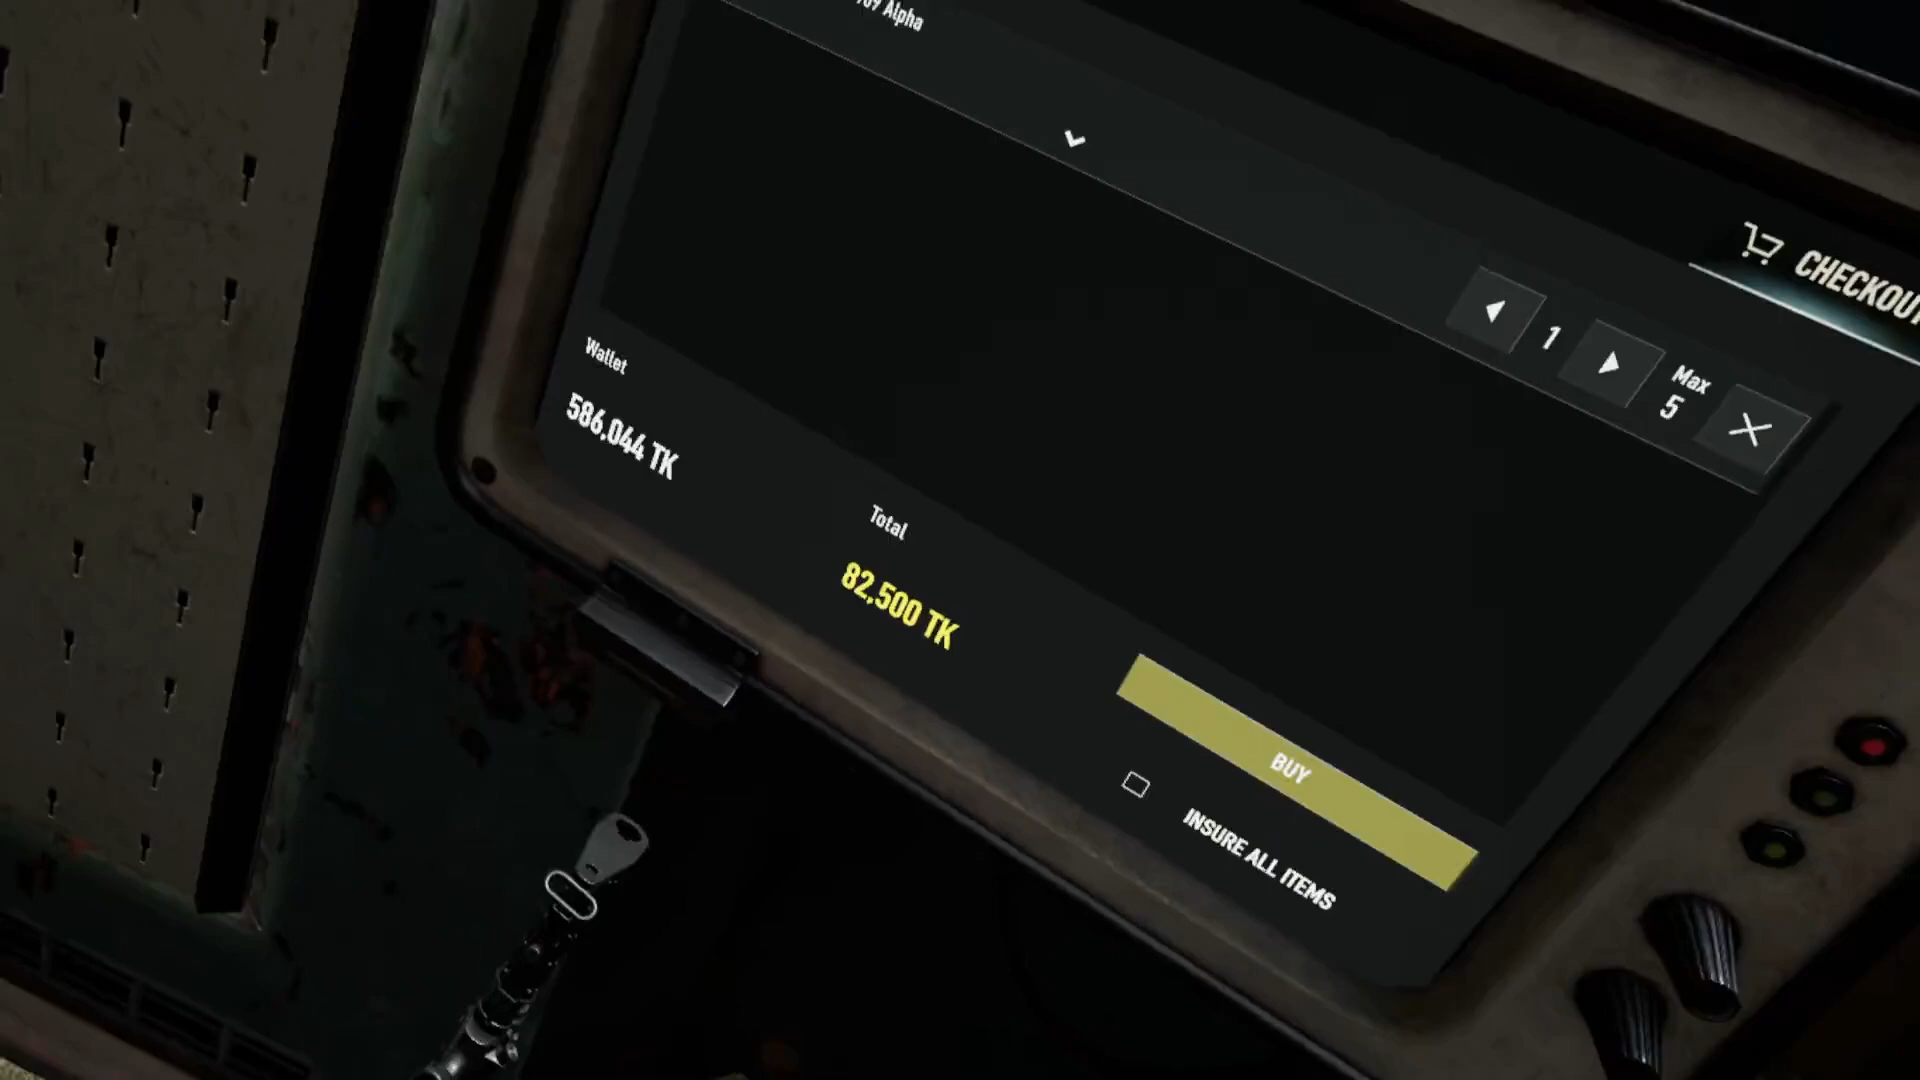 Alpha
CHECKOUT
1
Max
5
Wallet
586,044 TK
Total
82,500 TK
BUY
INSURE ALL ITEMS